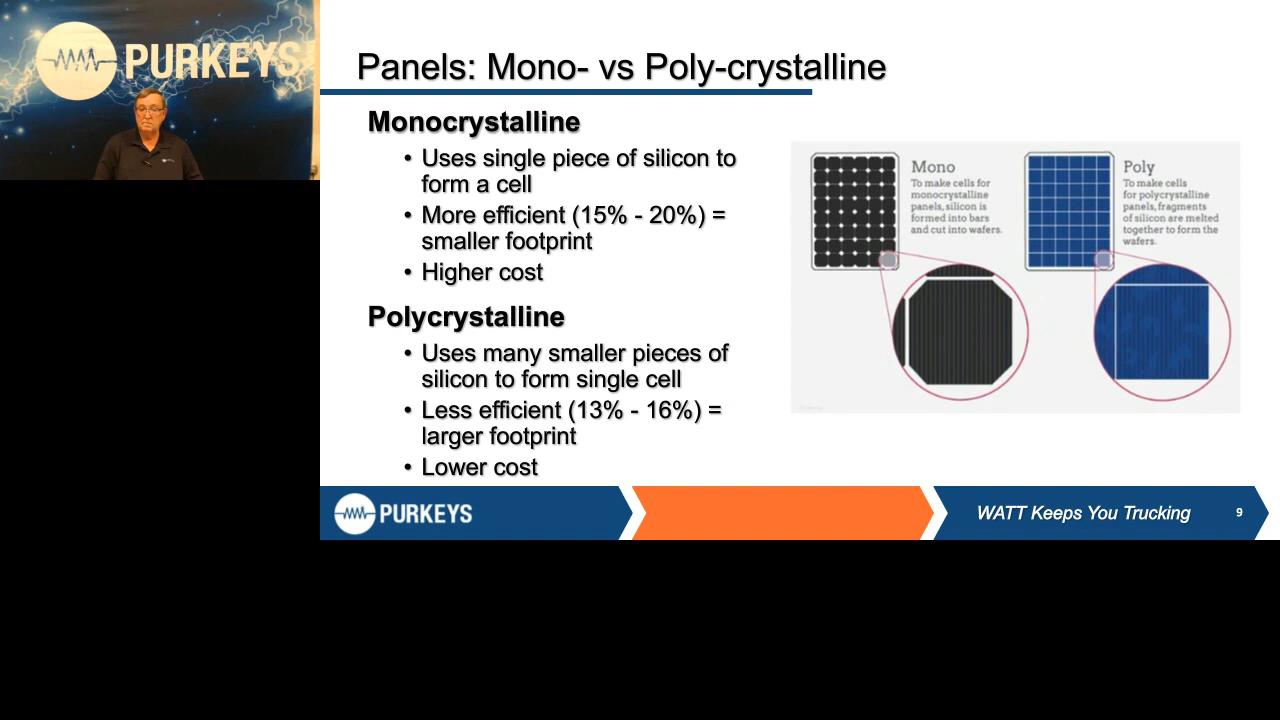 PURKEYS
Panels: Mono- vs Poly-crystalline
Monocrystalline
• Uses single piece of silicon to
form a cell
• More efficient (15% - 20%) =
smaller footprint
• Higher cost
Polycrystalline
• Uses many smaller pieces of
silicon to form single cell
• Less efficient (13% - 16%) =
larger footprint
• Lower cost
Mono
To make cells for
monocrystalline
panels, silicon is
formed into bars
and cut into wafers.
Poly
To make cells
for polycrystalline
panels, fragments
of silicon are melted
together to form the
wafers.
PURKEYS
WATT Keeps You Trucking
9